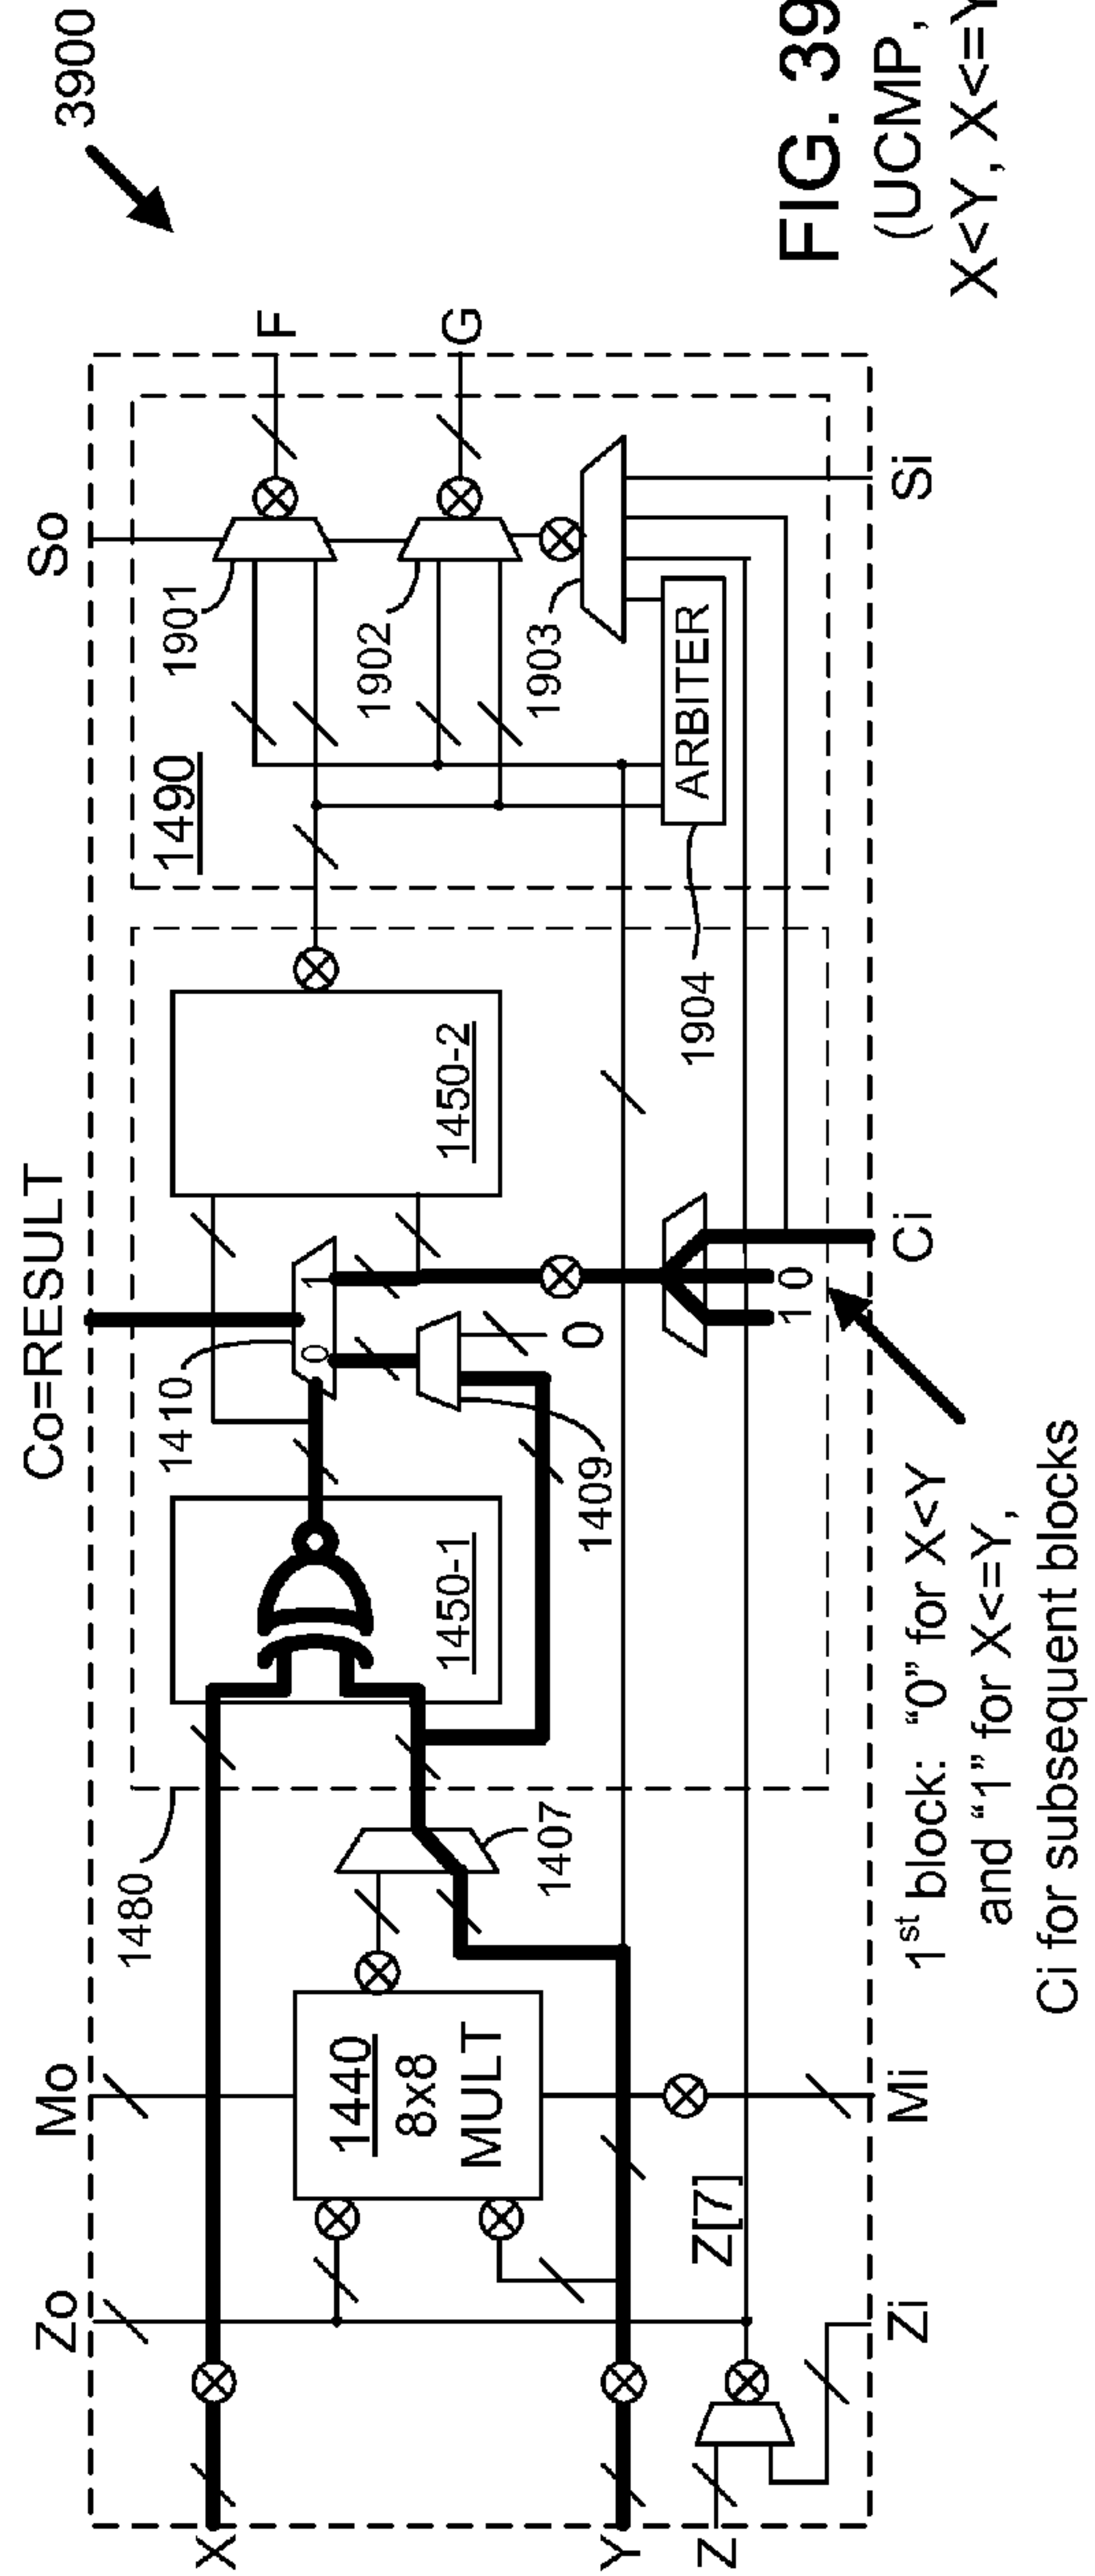 3900
So
Co=RESULT
Mo
Zo
F
G
1901
1902
1903
1490
ARBITER
1904
Si
1450-2
1410
0 1
1450-1
1409
0
1 0
Ci
1480
1407
1440
8x8
MULT
X
Y
Z
Z[7]
Mi
Zi
1st block: "0" for X<Y
and "1" for X<=Y,
Ci for subsequent blocks
FIG. 39
(UCMP,
X<Y, X<=Y